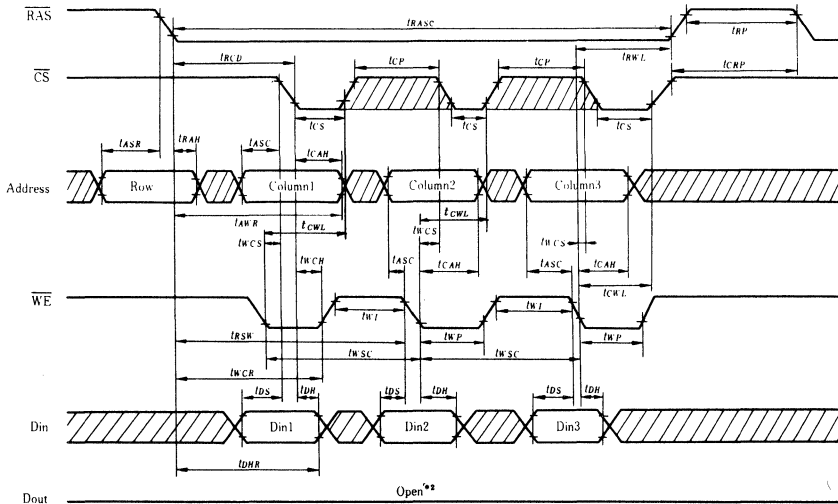 RAS
tRASC
tRP
tRCD
tRWL
tCRP
CS
tCP
tCP
tCS
tCS
tCS
tASR
tRAH
tASC
tCAH
Address
Row
Column1
Column2
Column3
tAWR
tCWL
tCWL
tWCS
tWCS
tWCS
tWCH
tASC
tCAH
tASC
tCAH
tCWL
WE
tWI
tWI
tRSW
tWP
tWP
tWSC
tWSC
tWCR
tDS
tDH
tDS
tDH
tDS
tDH
Din
Din1
Din2
Din3
tDHR
Open*2
Dout